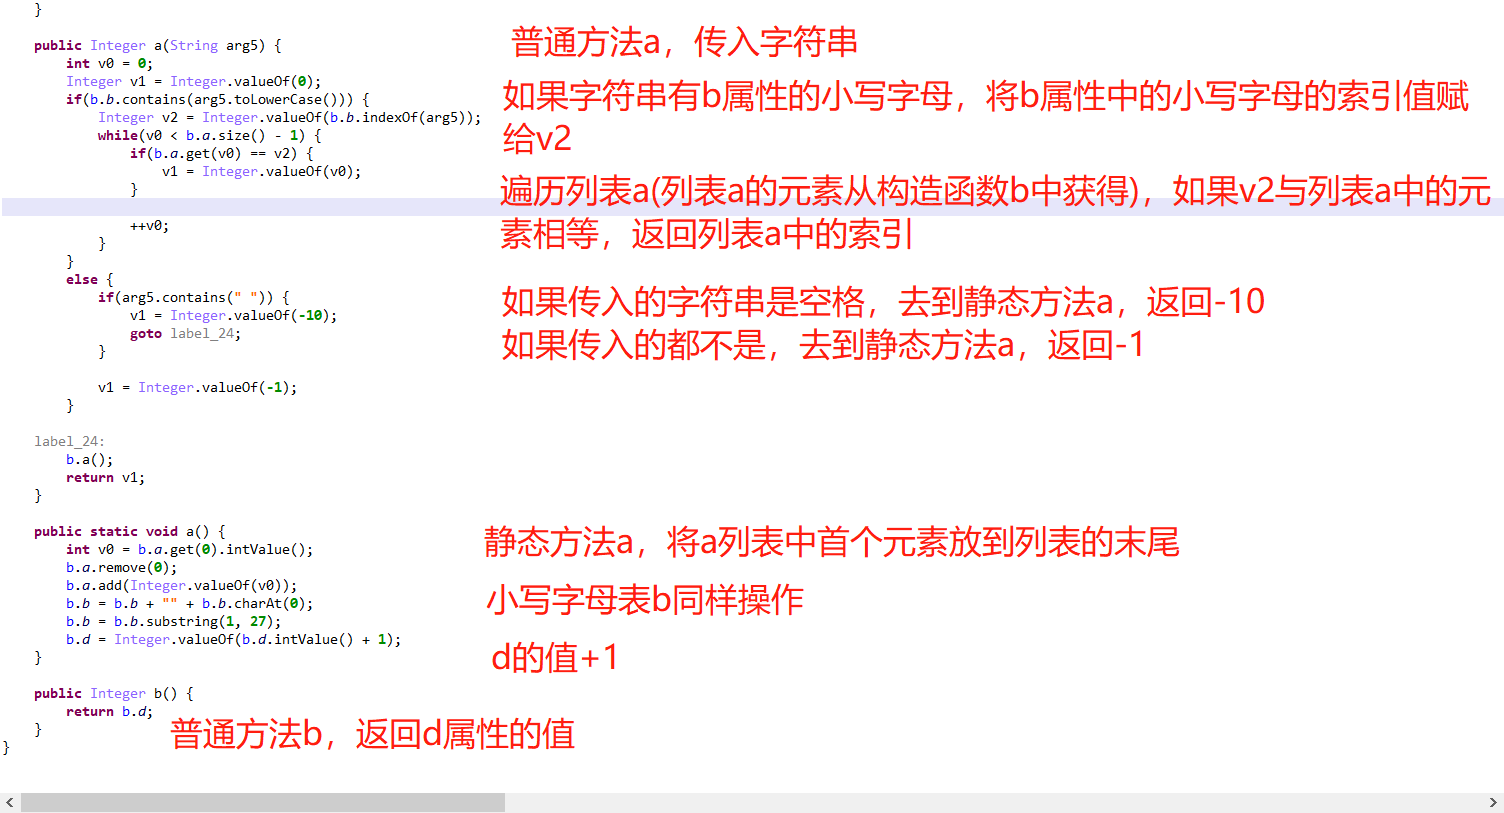 }
public Integer a(String arg5) {
普通方法a，传入字符串
int v0 = 0;
Integer v1 = Integer.valueOf(0);
if(b.b.contains(arg5.toLowerCase())) {
如果字符串有b属性的小写字母，将b属性中的小写字母的索引值赋
给v2
Integer v2 = Integer.valueOf(b.b.indexOf(arg5));
while(v0 < b.a.size() - 1) {
if(b.a.get(v0) == v2) {
v1 = Integer.valueOf(v0);
}
遍历列表a(列表a的元素从构造函数b中获得)，如果v2与列表a中的元
素相等，返回列表a中的索引
++v0;
}
}
else {
if(arg5.contains(" ")) {
如果传入的字符串是空格，去到静态方法a，返回-10
v1 = Integer.valueOf(-10);
goto label_24;
如果传入的都不是，去到静态方法a，返回-1
}
v1 = Integer.valueOf(-1);
}
label_24:
b.a();
return v1;
}
public static void a() {
静态方法a，将a列表中首个元素放到列表的末尾
int v0 = b.a.get(0).intValue();
b.a.remove(0);
b.a.add(Integer.valueOf(v0));
b.b = b.b + "" + b.b.charAt(0);
小写字母表b同样操作
b.b = b.b.substring(1, 27);
b.d = Integer.valueOf(b.d.intValue() + 1);
d的值+1
}
public Integer b() {
return b.d;
}
普通方法b，返回d属性的值
}